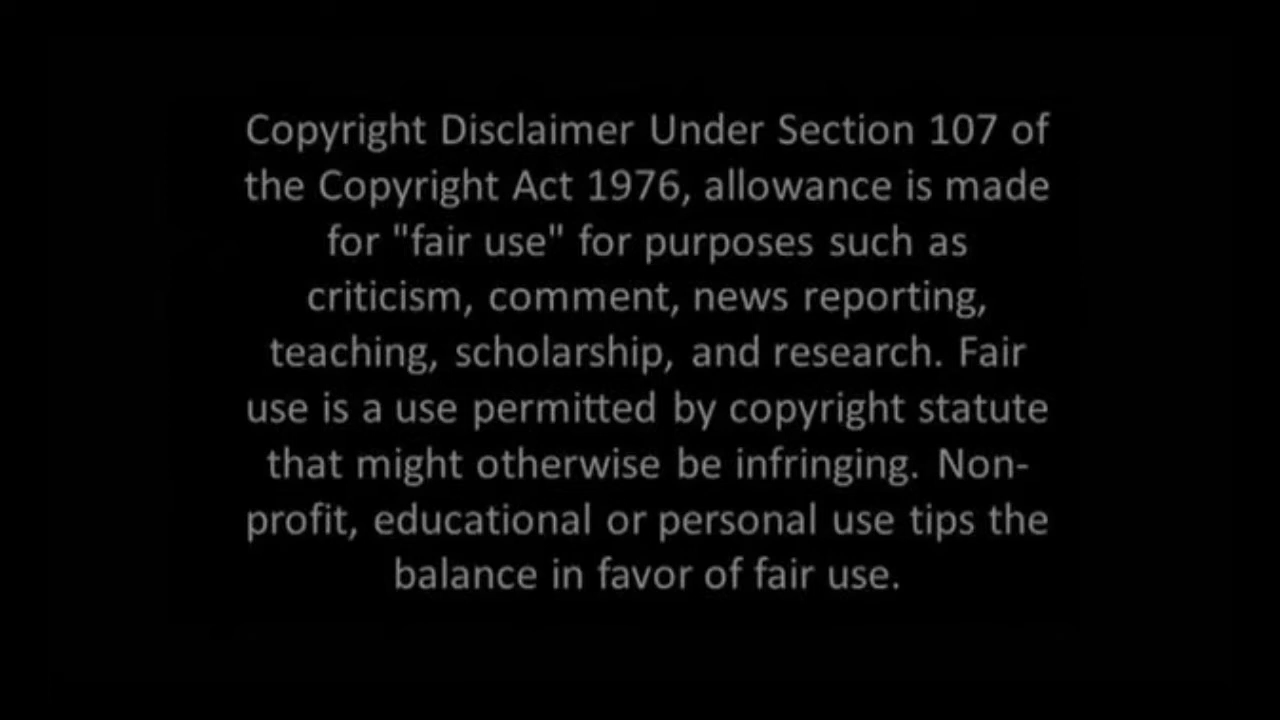 Copyright Disclaimer Under Section 107 of
the Copyright Act 1976, allowance is made
for "fair use" for purposes such as
criticism, comment, news reporting,
teaching, scholarship, and research. Fair
use is a use permitted by copyright statute
that might otherwise be infringing. Non-
profit, educational or personal use tips the
balance in favor of fair use.